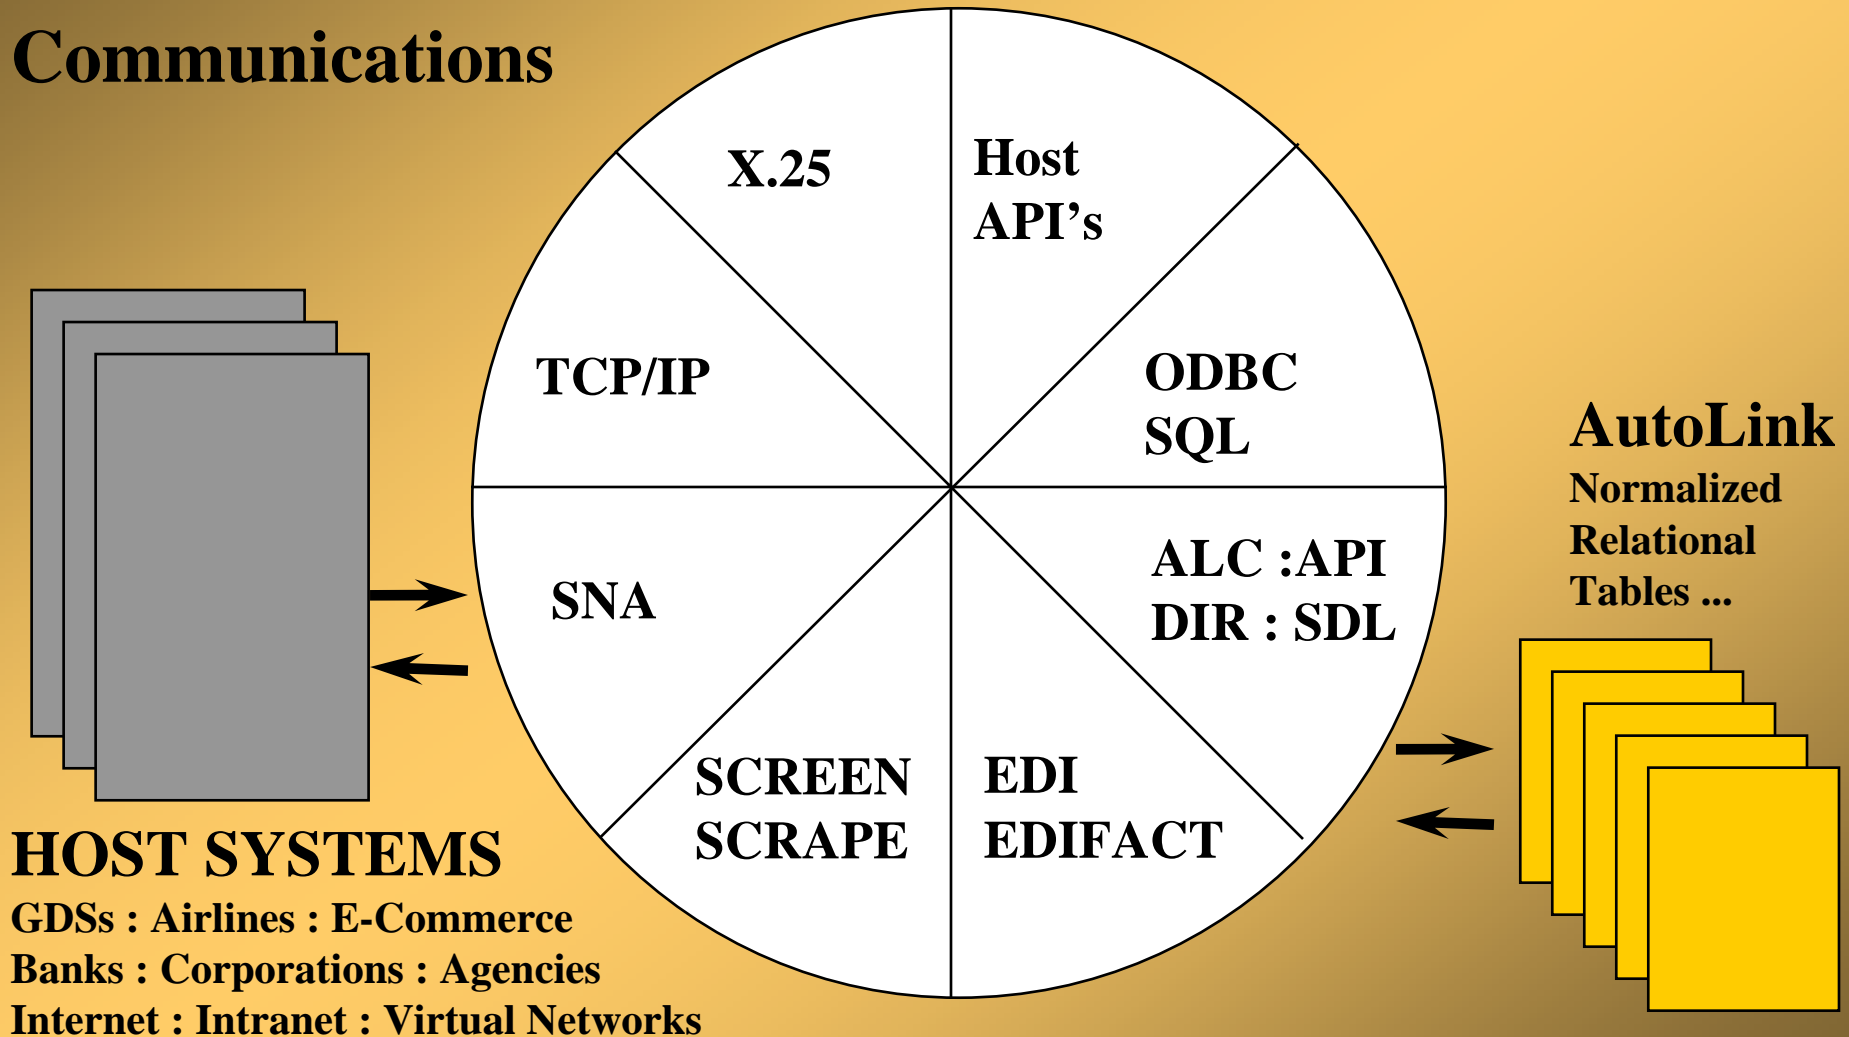 Communications
X.25
Host
API’s
TCP/IP
ODBC
SQL
SNA
ALC :API
DIR : SDL
SCREEN
SCRAPE
EDI
EDIFACT
AutoLink
Normalized
Relational
Tables ...
HOST SYSTEMS
GDSs : Airlines : E-Commerce
Banks : Corporations : Agencies
Internet : Intranet : Virtual Networks